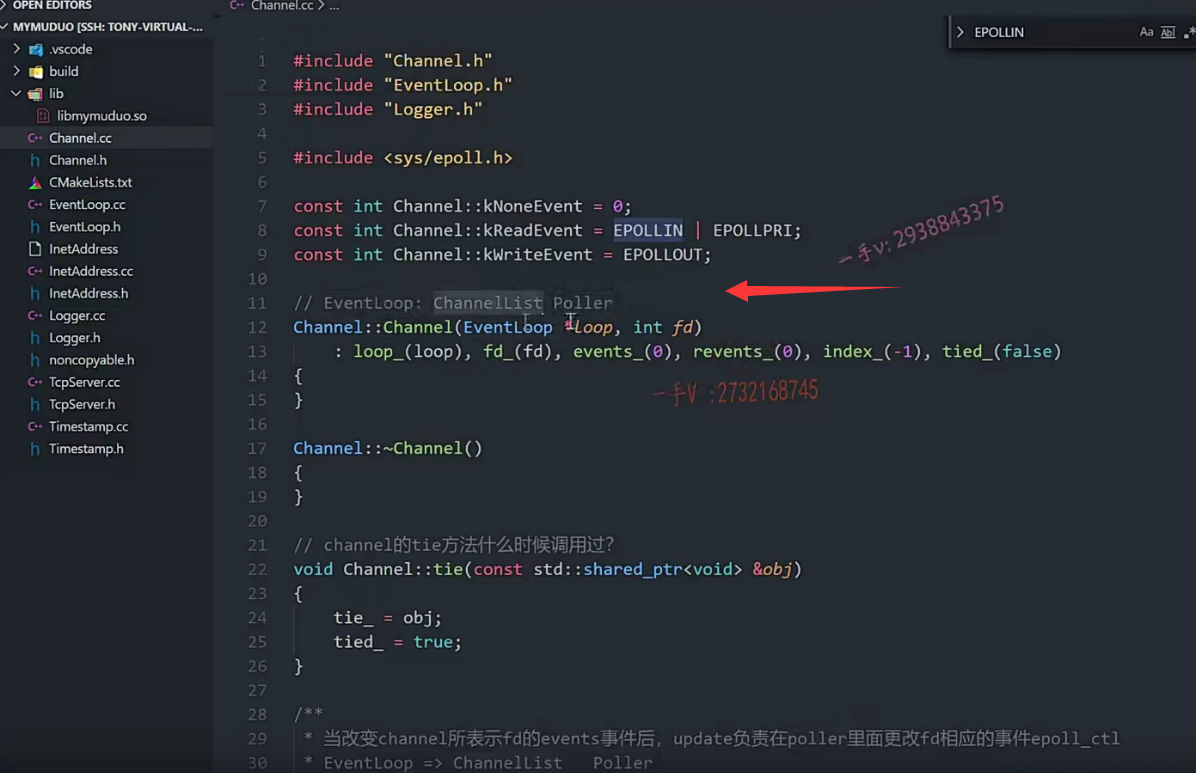 OPEN EDITORS
MYMUDUO [SSH: TONY-VIRTUAL-...
.vscode
build
lib
libmymuduo.so
Channel.cc
Channel.h
CMakeLists.txt
EventLoop.cc
EventLoop.h
InetAddress
InetAddress.cc
InetAddress.h
Logger.cc
Logger.h
noncopyable.h
TcpServer.cc
TcpServer.h
Timestamp.cc
Timestamp.h
Channel.cc > ...
> EPOLLIN Aa Abl .*
1 #include "Channel.h"
2 #include "EventLoop.h"
3 #include "Logger.h"
4
5 #include <sys/epoll.h>
6
7 const int Channel::kNoneEvent = 0;
8 const int Channel::kReadEvent = EPOLLIN | EPOLLPRI;
9 const int Channel::kWriteEvent = EPOLLOUT;
10
11 // EventLoop: ChannelList Poller
12 Channel::Channel(EventLoop *loop, int fd)
13 : loop_(loop), fd_(fd), events_(0), revents_(0), index_(-1), tied_(false)
14 {
15 }
16
17 Channel::~Channel()
18 {
19 }
20
21 // channel的tie方法什么时候调用过?
22 void Channel::tie(const std::shared_ptr<void> &obj)
23 {
24 tie_ = obj;
25 tied_ = true;
26 }
27
28 /**
29 * 当改变channel所表示fd的events事件后，update负责在poller里面更改fd相应的事件epoll_ctl
30 * EventLoop => ChannelList Poller
一手v: 2938843375
一手V :2732168745